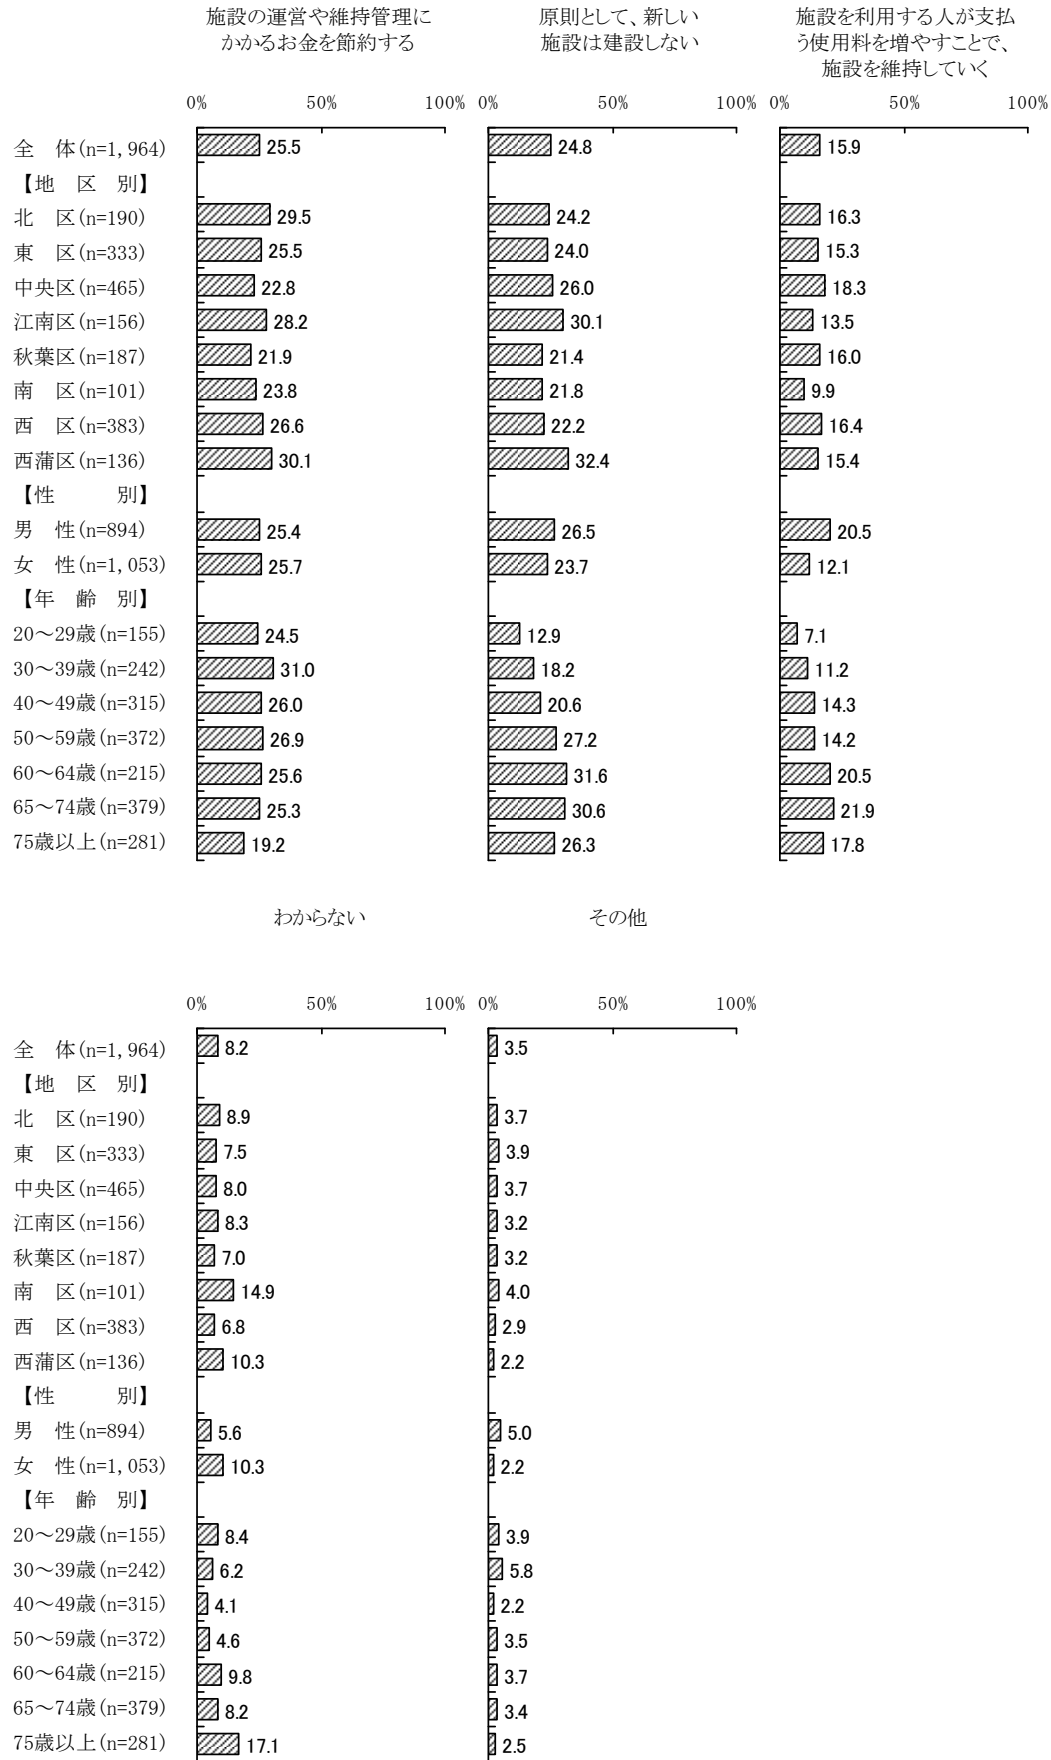 施設の運営や維持管理に
かかるお金を節約する
原則として、新しい
施設は建設しない
施設を利用する人が支払
う使用料を増やすことで、
施設を維持していく
0% 50% 100% 0% 50% 100% 0% 50% 100%
全 体(n=1,964) 25.5 24.8 15.9
【地 区 別】
北 区(n=190) 29.5 24.2 16.3
東 区(n=333) 25.5 24.0 15.3
中央区(n=465) 22.8 26.0 18.3
江南区(n=156) 28.2 30.1 13.5
秋葉区(n=187) 21.9 21.4 16.0
南 区(n=101) 23.8 21.8 9.9
西 区(n=383) 26.6 22.2 16.4
西蒲区(n=136) 30.1 32.4 15.4
【性 別】
男 性(n=894) 25.4 26.5 20.5
女 性(n=1,053) 25.7 23.7 12.1
【年 齢 別】
20～29歳(n=155) 24.5 12.9 7.1
30～39歳(n=242) 31.0 18.2 11.2
40～49歳(n=315) 26.0 20.6 14.3
50～59歳(n=372) 26.9 27.2 14.2
60～64歳(n=215) 25.6 31.6 20.5
65～74歳(n=379) 25.3 30.6 21.9
75歳以上(n=281) 19.2 26.3 17.8
わからない その他
0% 50% 100% 0% 50% 100%
全 体(n=1,964) 8.2 3.5
【地 区 別】
北 区(n=190) 8.9 3.7
東 区(n=333) 7.5 3.9
中央区(n=465) 8.0 3.7
江南区(n=156) 8.3 3.2
秋葉区(n=187) 7.0 3.2
南 区(n=101) 14.9 4.0
西 区(n=383) 6.8 2.9
西蒲区(n=136) 10.3 2.2
【性 別】
男 性(n=894) 5.6 5.0
女 性(n=1,053) 10.3 2.2
【年 齢 別】
20～29歳(n=155) 8.4 3.9
30～39歳(n=242) 6.2 5.8
40～49歳(n=315) 4.1 2.2
50～59歳(n=372) 4.6 3.5
60～64歳(n=215) 9.8 3.7
65～74歳(n=379) 8.2 3.4
75歳以上(n=281) 17.1 2.5